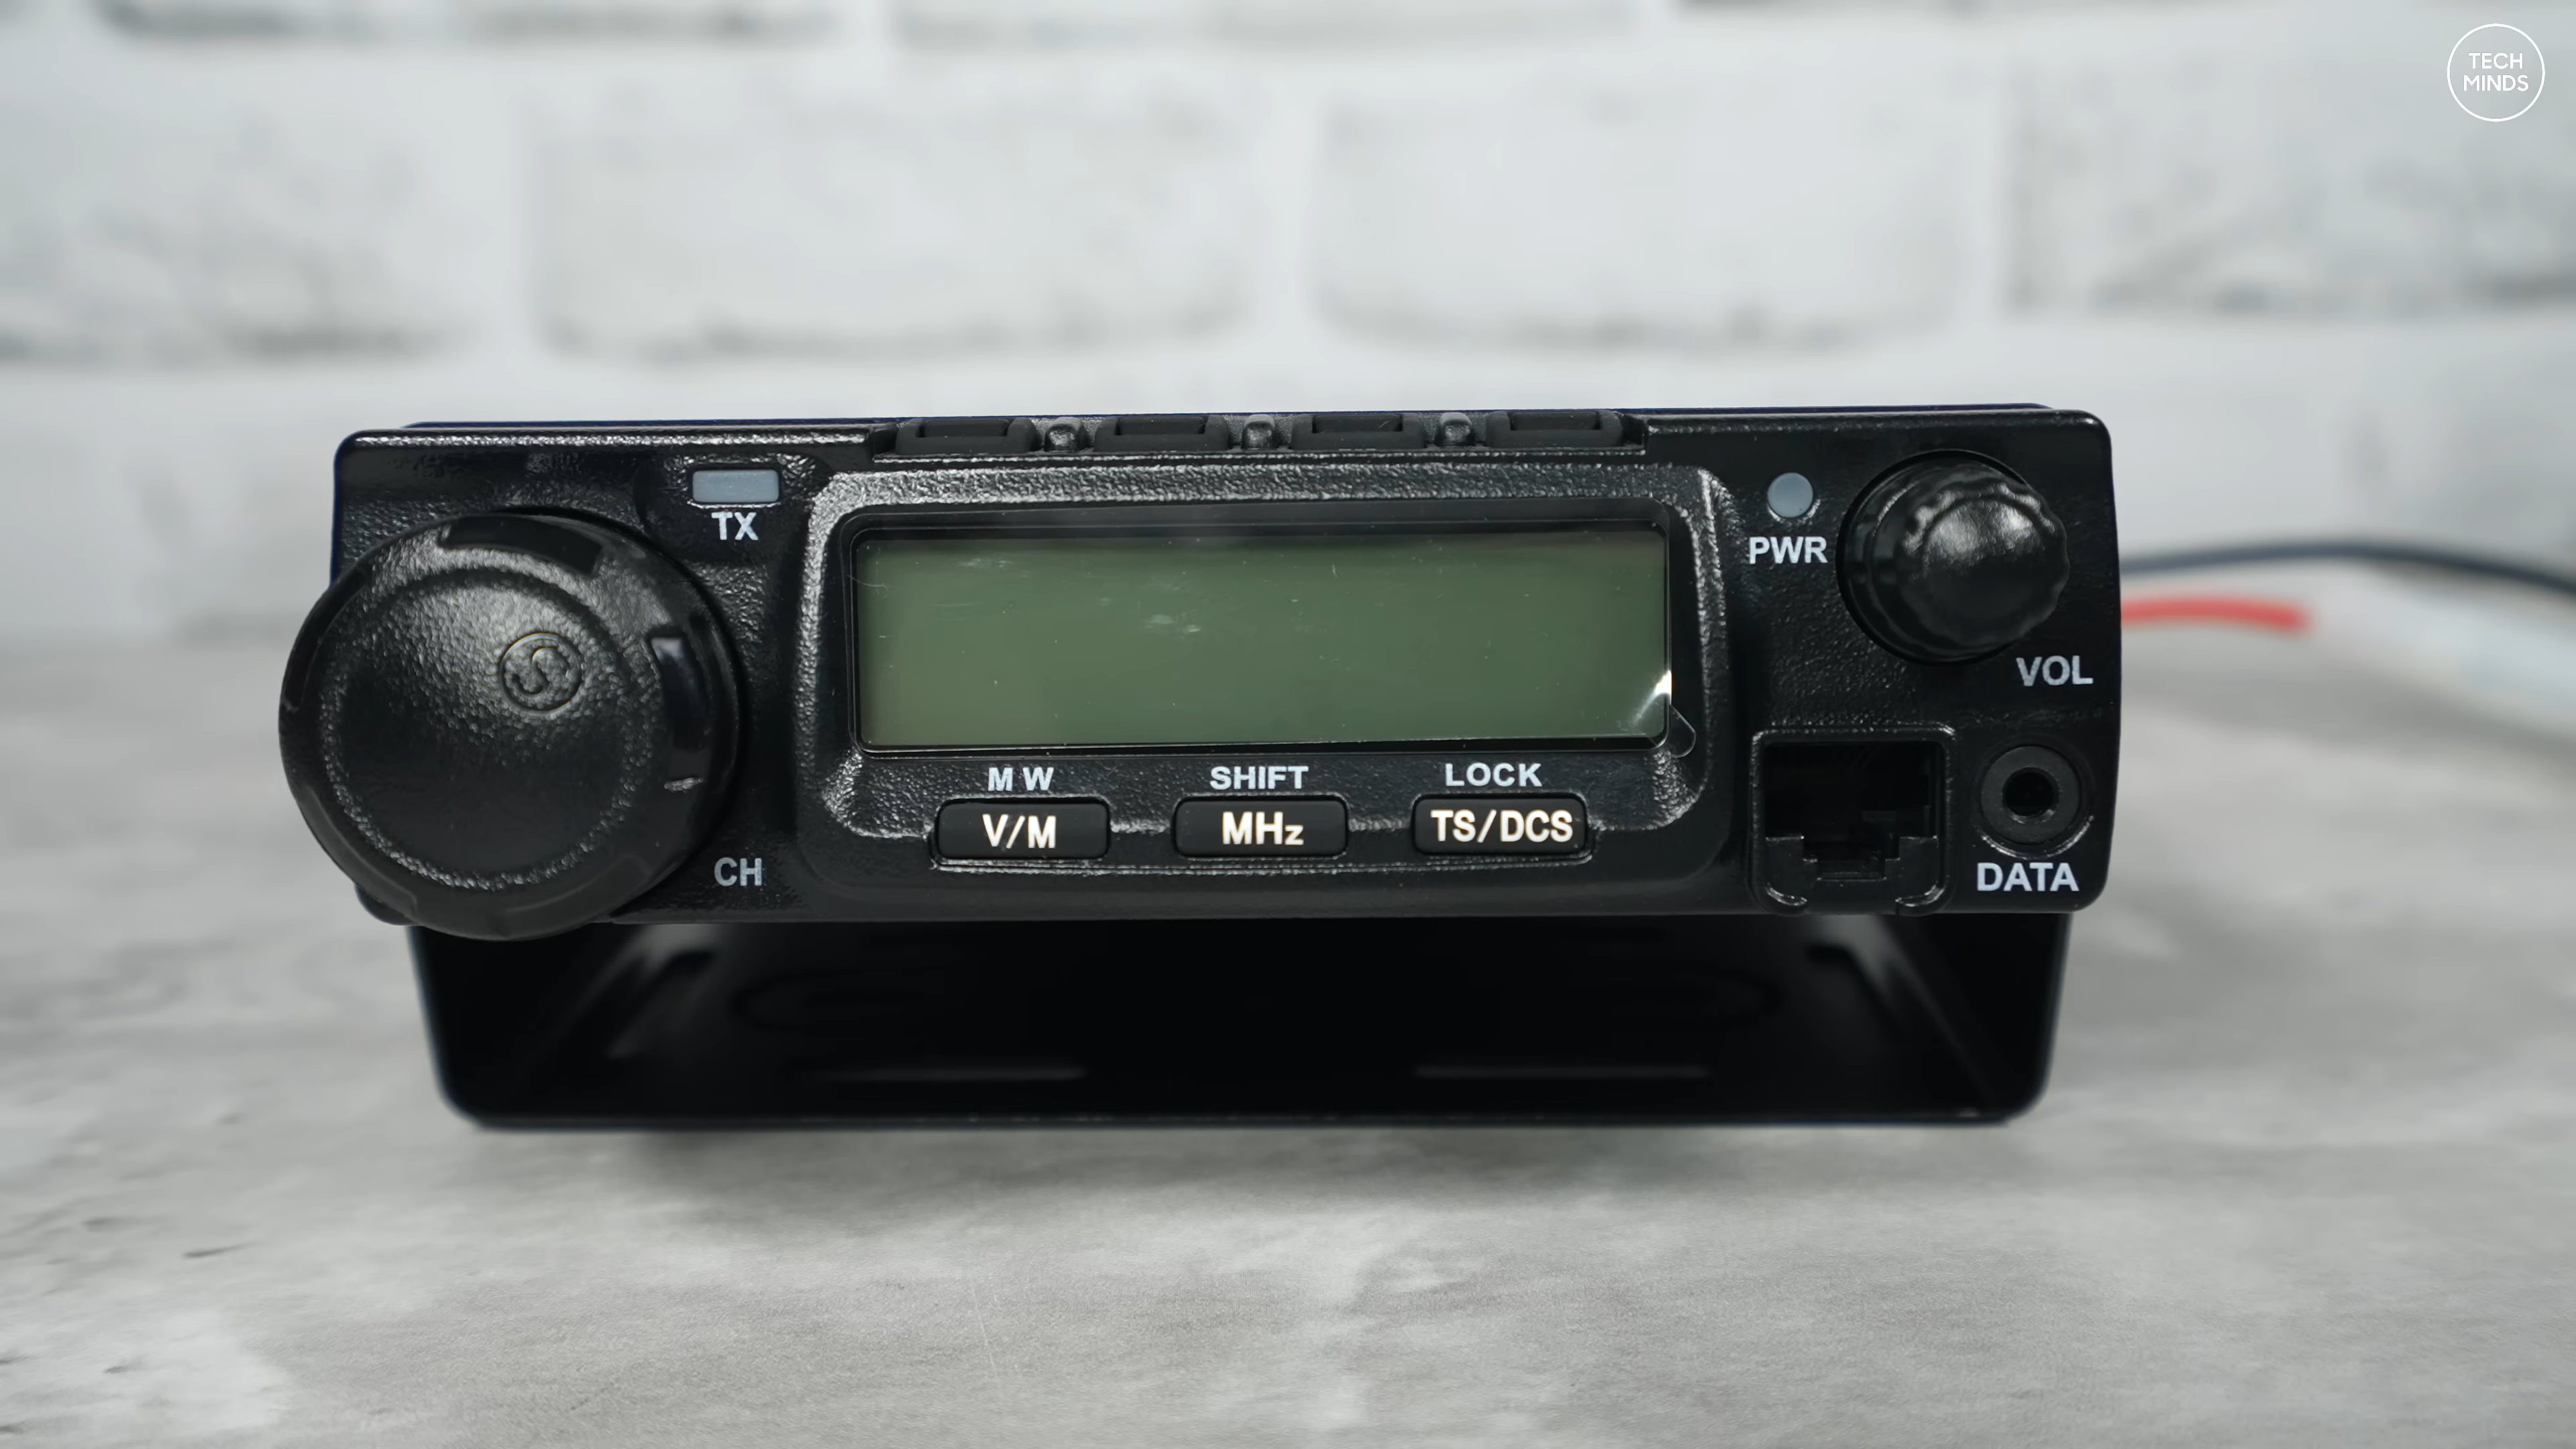 TECH
MINDS
TX
PWR
VOL
M W
SHIFT
LOCK
V/M
MHz
TS/DCS
CH
DATA
S